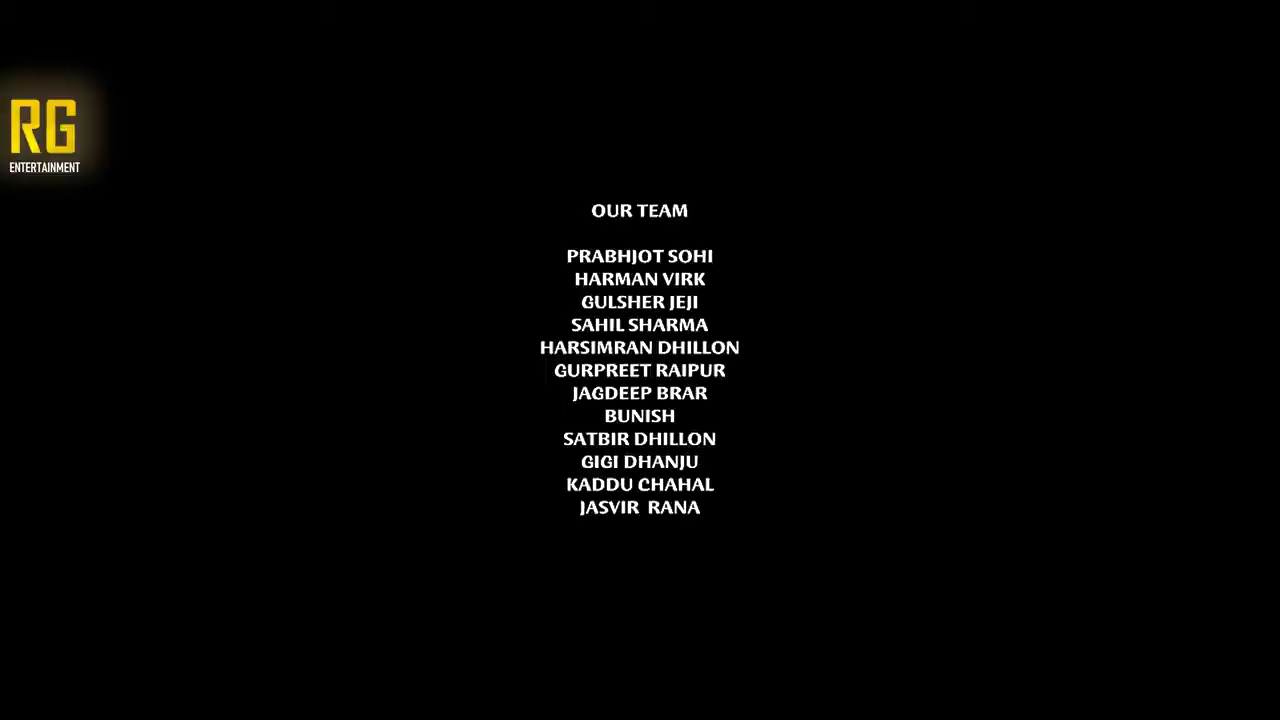 RG
ENTERTAINMENT
OUR TEAM
PRABHJOT SOHI
HARMAN VIRK
GULSHER JEJI
SAHIL SHARMA
HARSIMRAN DHILLON
GURPREET RAIPUR
JAGDEEP BRAR
BUNISH
SATBIR DHILLON
GIGI DHANJU
KADDU CHAHAL
JASVIR RANA